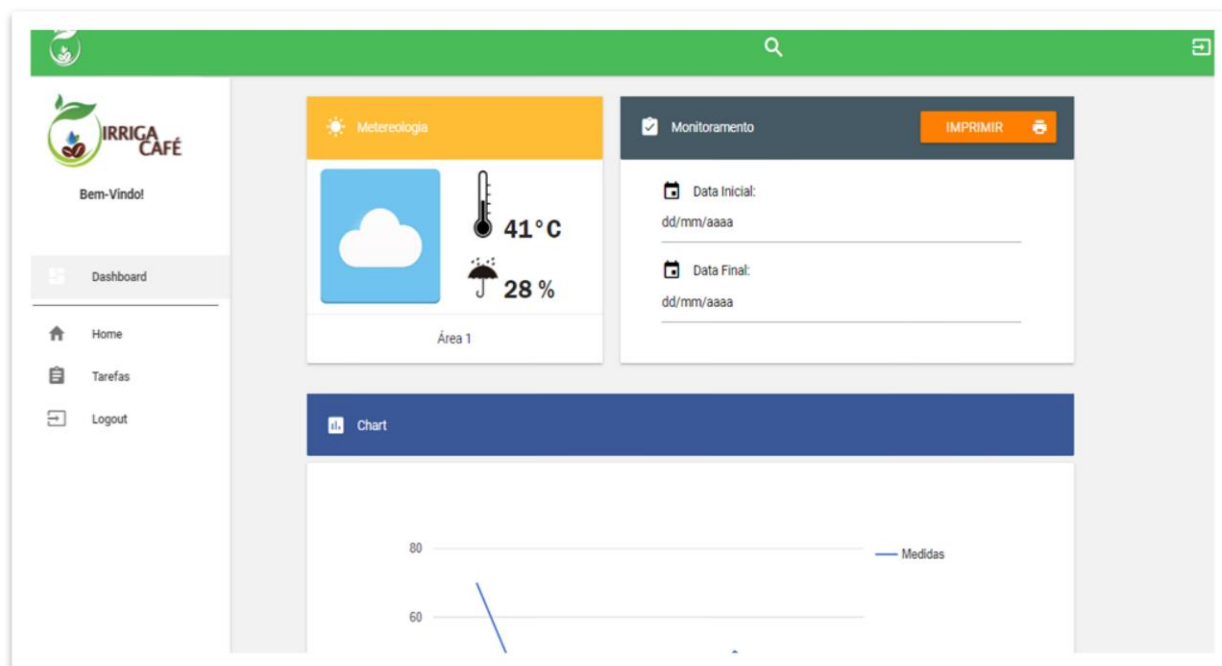 IRRIGA
CAFÉ
Bem-Vindo!
Dashboard
Home
Tarefas
Logout
Metereologia
41°C
28 %
Área 1
Monitoramento
IMPRIMIR
Data Inicial:
dd/mm/aaaa
Data Final:
dd/mm/aaaa
Chart
80
60
Medidas